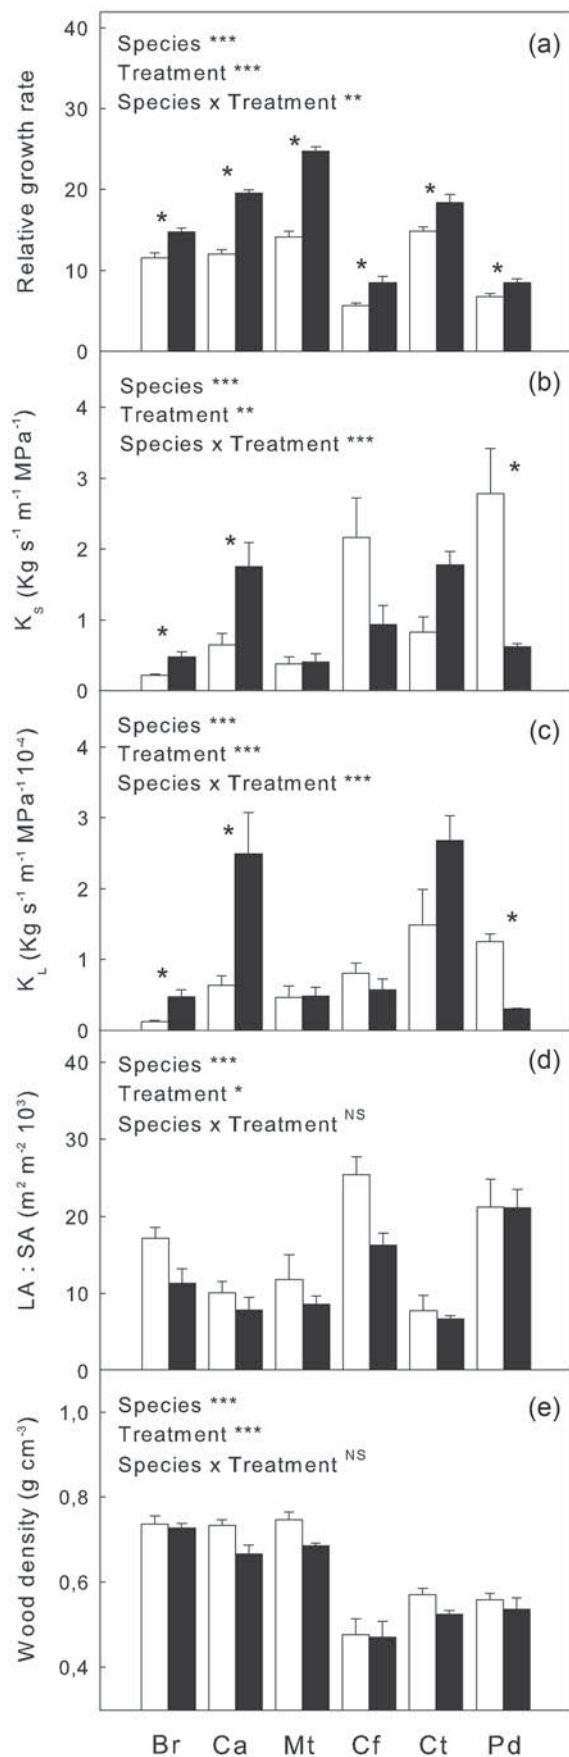 (a)
Species ***
Treatment ***
Species x Treatment **
40
30
20
10
0
Relative growth rate
* * * * * *
(b)
Species ***
Treatment **
Species x Treatment ***
4
3
2
1
0
K_S (Kg s⁻¹ m⁻¹ MPa⁻¹)
* * *
(c)
Species ***
Treatment ***
Species x Treatment ***
4
3
2
1
0
K_L (Kg s⁻¹ m⁻¹ MPa⁻¹ 10⁻⁴)
* * *
(d)
Species ***
Treatment *
Species x Treatment ᴺˢ
40
30
20
10
0
LA : SA (m² m⁻² 10³)
(e)
Species ***
Treatment ***
Species x Treatment ᴺˢ
1,0
0,8
0,6
0,4
Wood density (g cm⁻³)
Br Ca Mt Cf Ct Pd